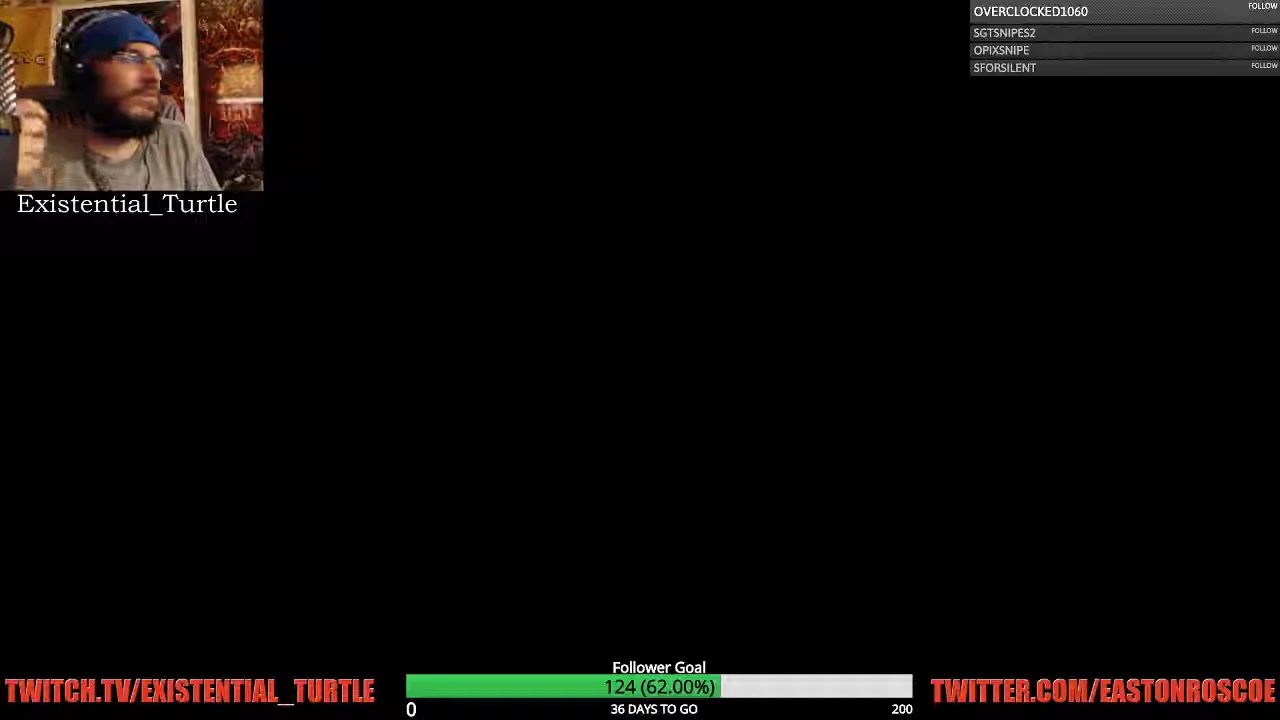 OVERCLOCKED1060 FOLLOW
SGTSNIPES2 FOLLOW
OPIXSNIPE FOLLOW
SFORSILENT FOLLOW
Existential_Turtle
Follower Goal
124 (62.00%)
0 36 DAYS TO GO 200
TWITCH.TV/EXISTENTIAL_TURTLE
TWITTER.COM/EASTONROSCOE